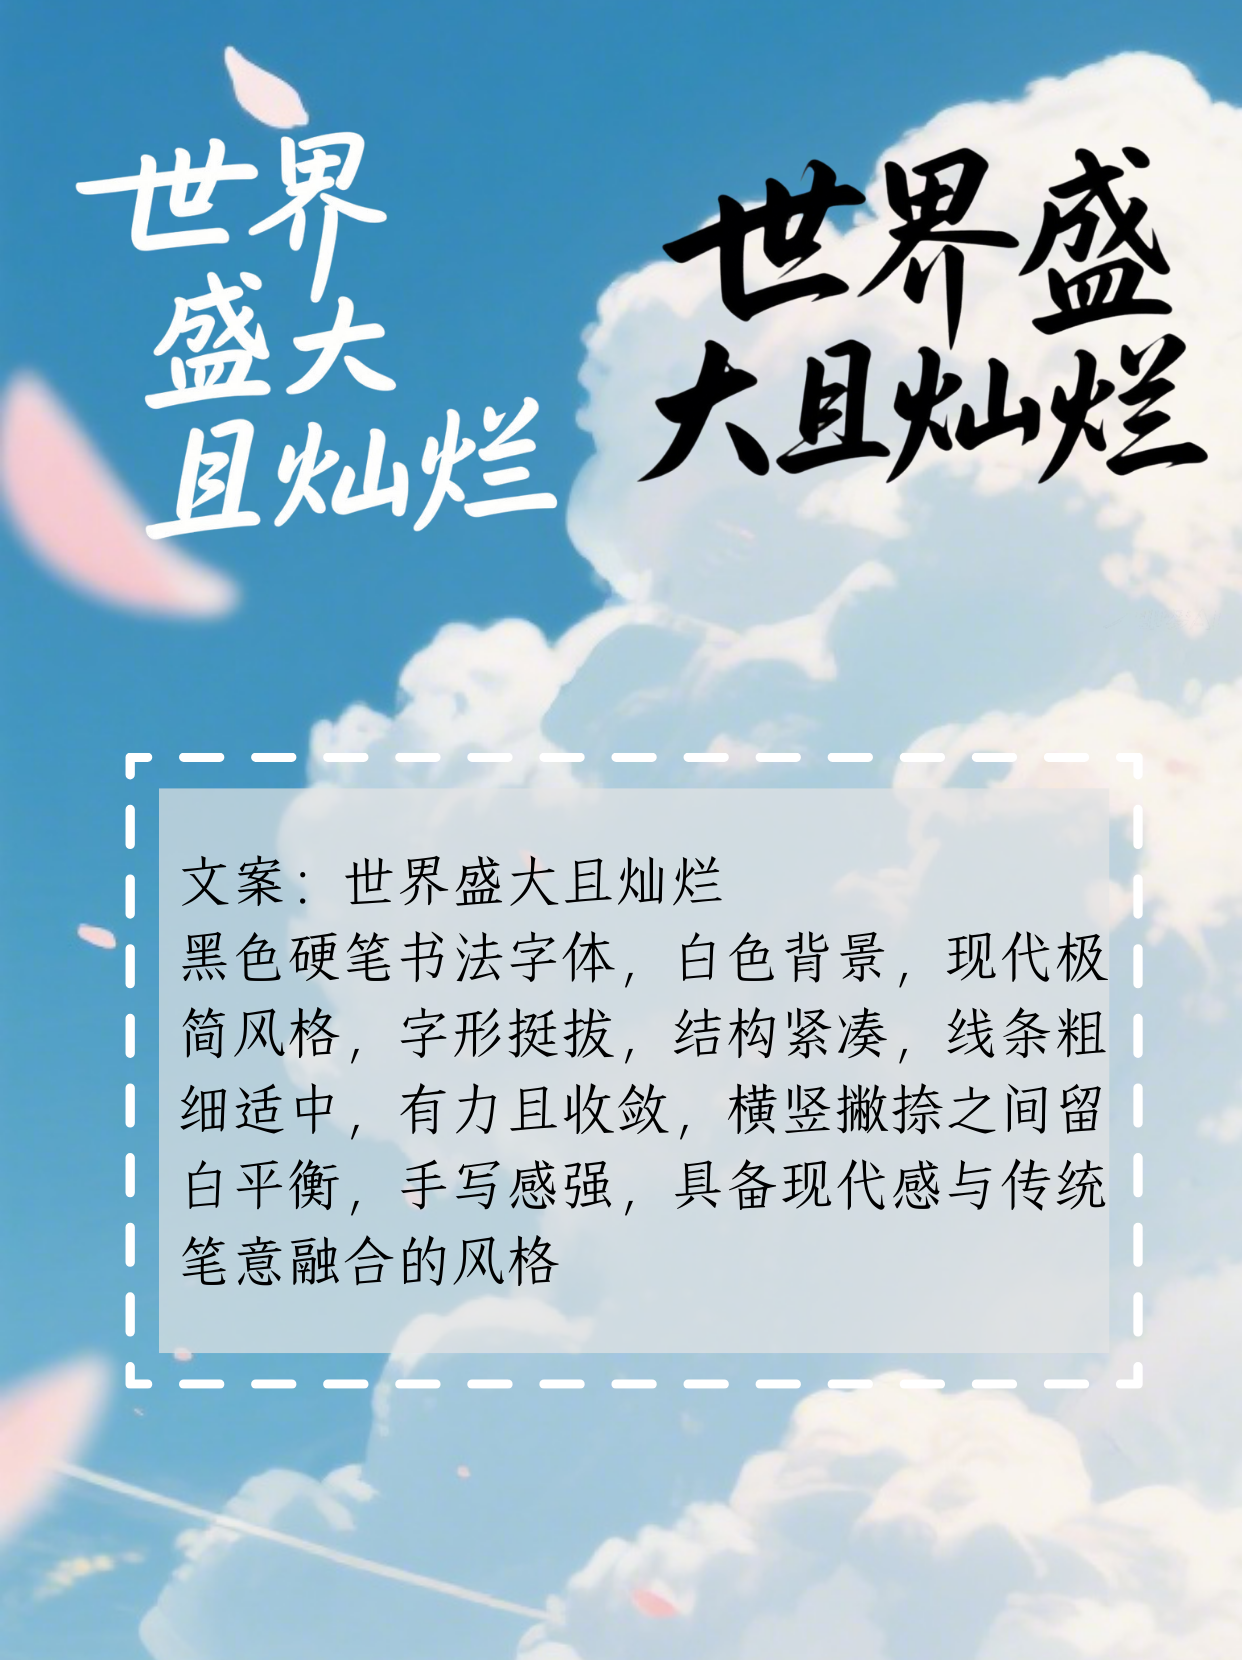 世界
盛大
且灿烂
世界盛
大且灿烂
文案：世界盛大且灿烂
黑色硬笔书法字体，白色背景，现代极
简风格，字形挺拔，结构紧凑，线条粗
细适中，有力且收敛，横竖撇捺之间留
白平衡，手写感强，具备现代感与传统
笔意融合的风格